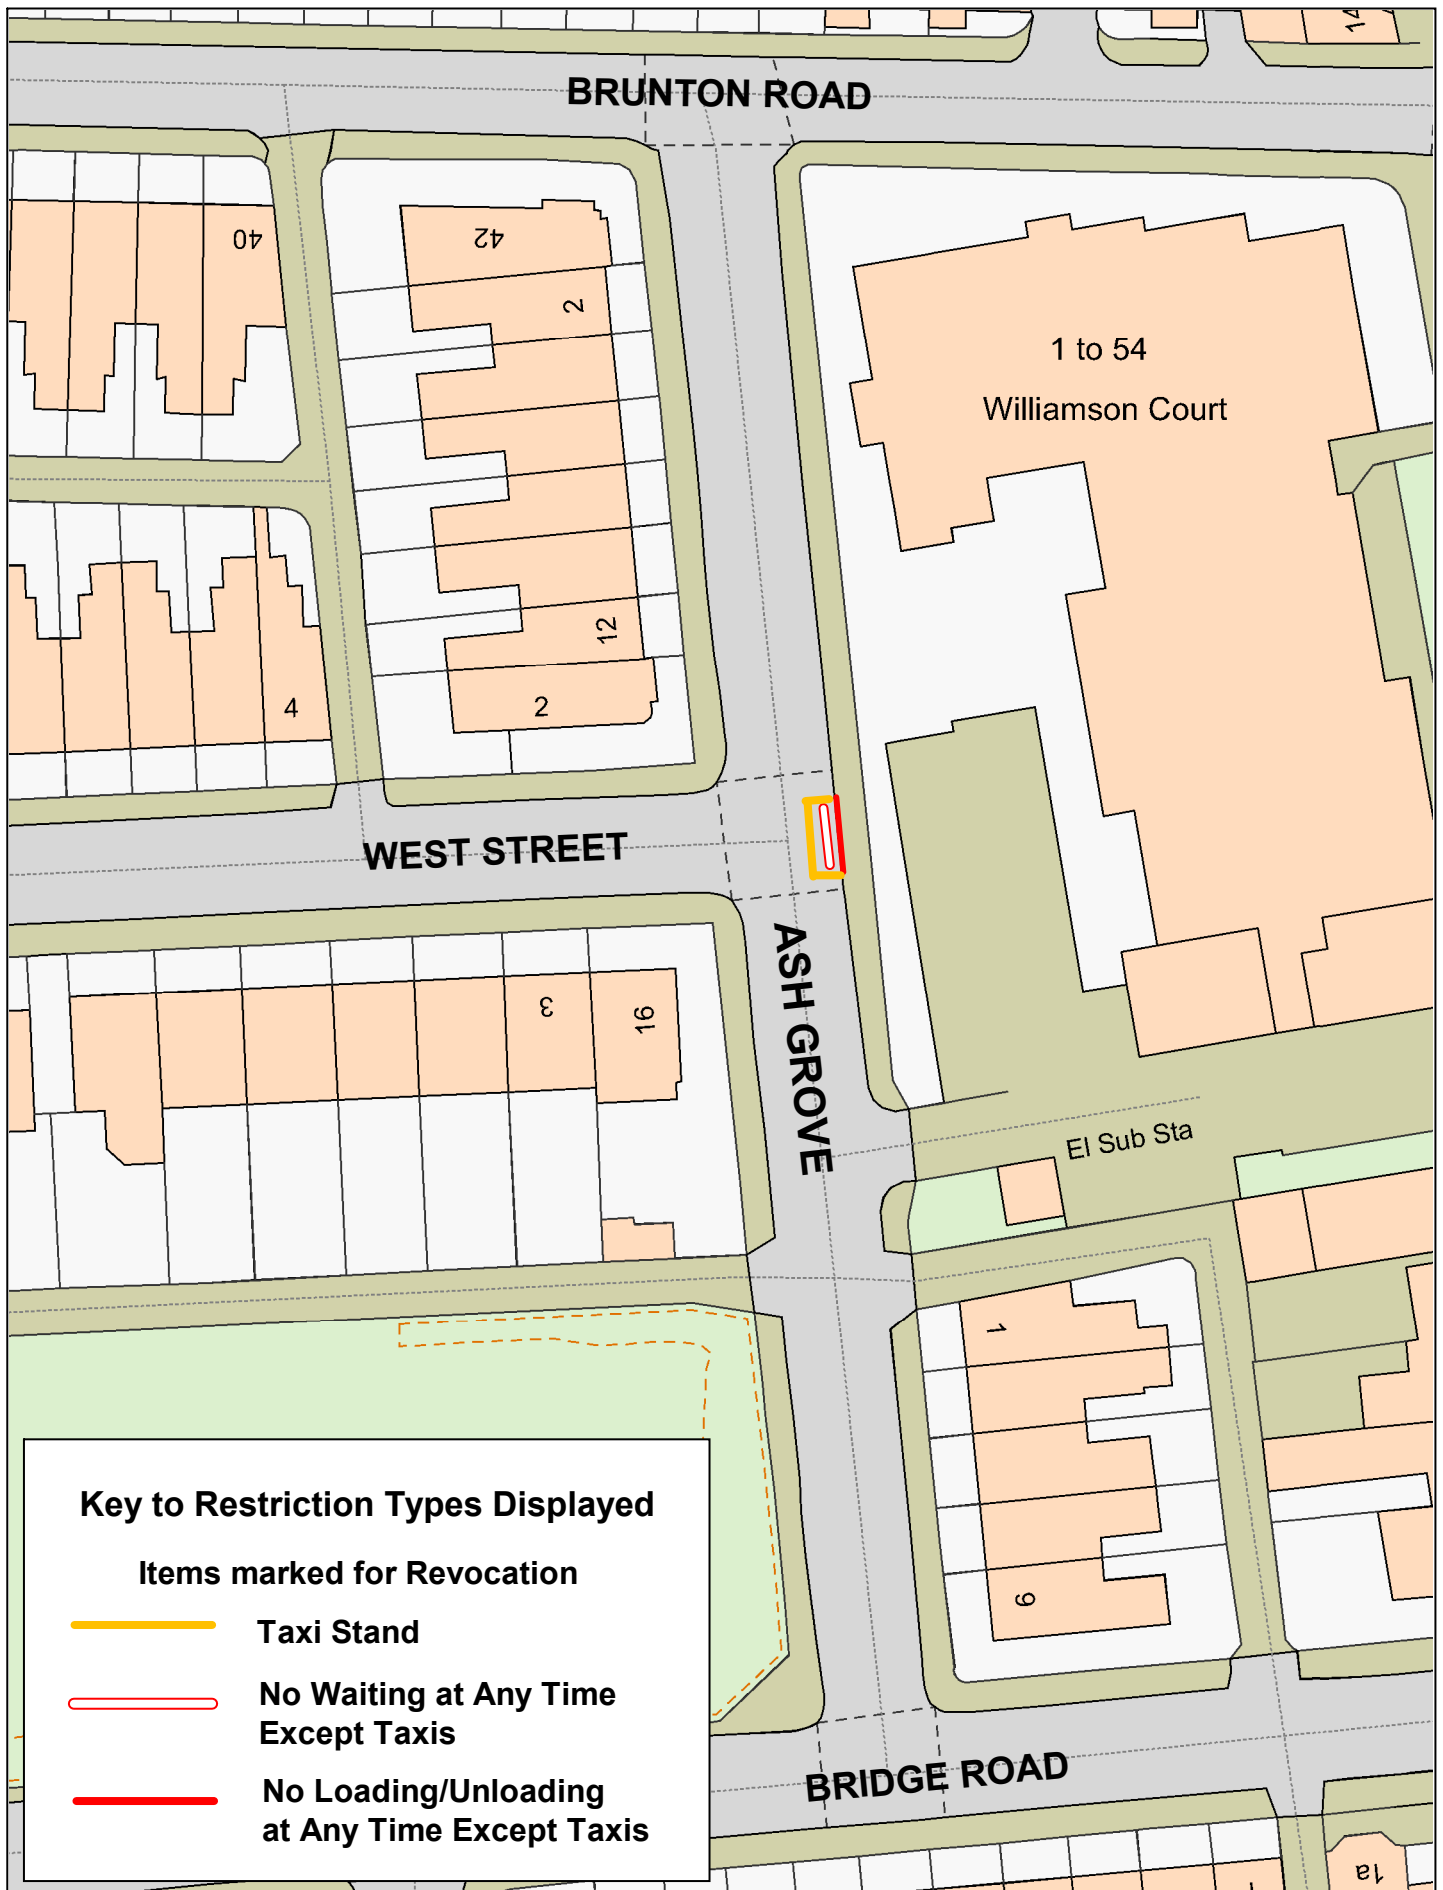 14
BRUNTON ROAD
40
42
2
1 to 54
Williamson Court
12
4
2
WEST STREET
ASH GROVE
3
16
El Sub Sta
1
9
Key to Restriction Types Displayed
Items marked for Revocation
Taxi Stand
No Waiting at Any Time
Except Taxis
No Loading/Unloading
at Any Time Except Taxis
BRIDGE ROAD
1a